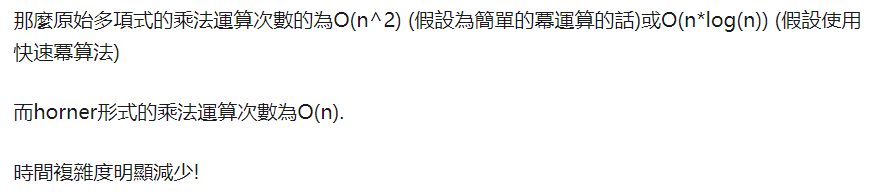 那麼原始多項式的乘法運算次數的為O(n^2) (假設為簡單的冪運算的話)或O(n*log(n)) (假設使用
快速冪算法)
而horner形式的乘法運算次數為O(n).
時間複雜度明顯減少!